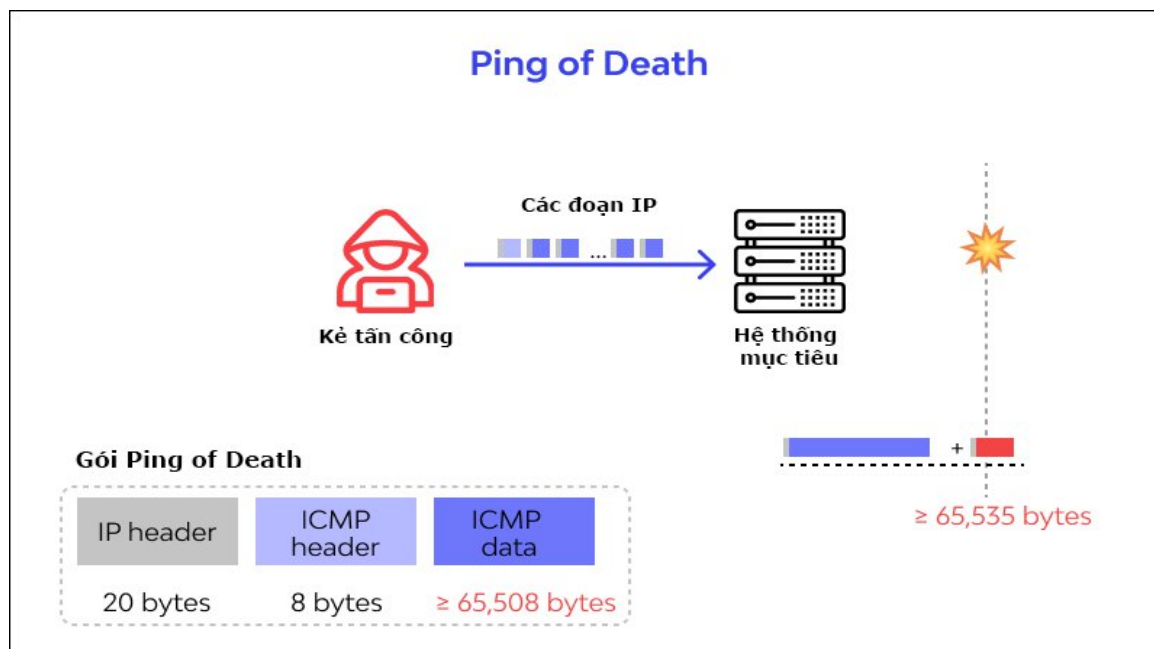 Ping of Death
Các đoạn IP
...
Kẻ tấn công
Hệ thống
mục tiêu
+
≥ 65,535 bytes
Gói Ping of Death
IP header
ICMP
header
ICMP
data
20 bytes
8 bytes
≥ 65,508 bytes